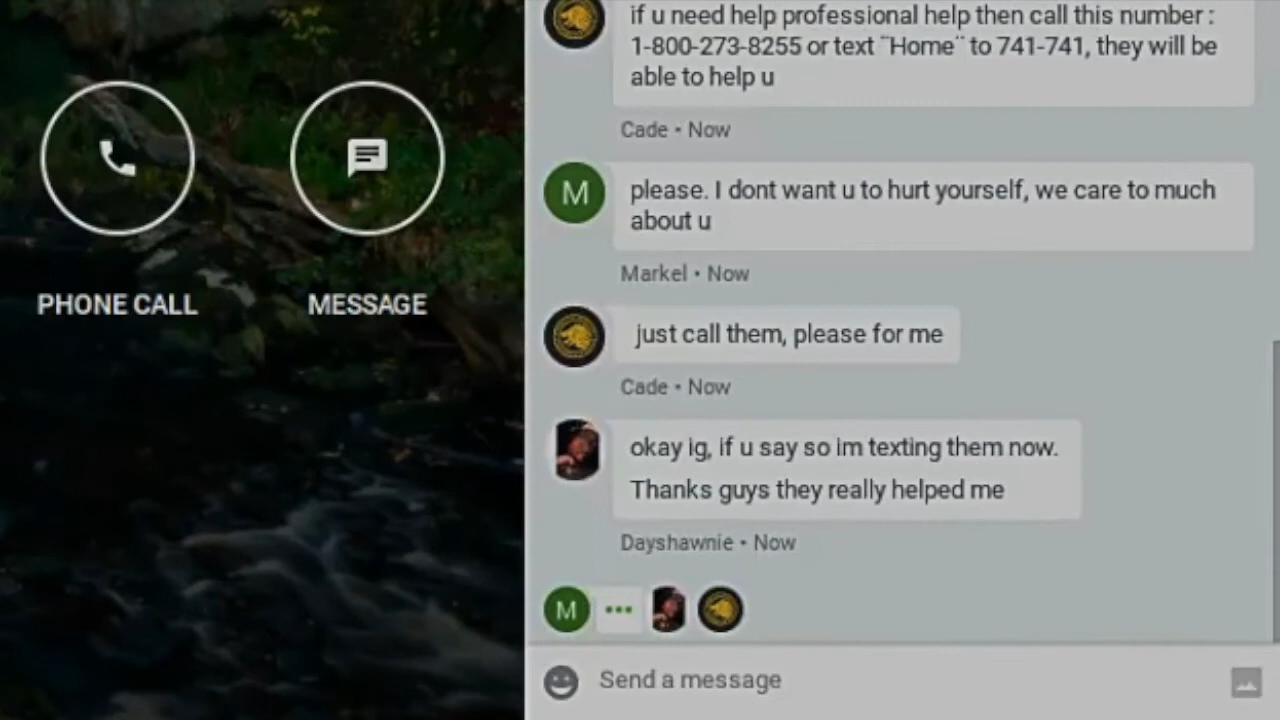 if u need help professional help then call this number :
1-800-273-8255 or text ¨Home¨ to 741-741, they will be
able to help u
Cade • Now
M
please. I dont want u to hurt yourself, we care to much
about u
Markel • Now
just call them, please for me
Cade • Now
okay ig, if u say so im texting them now.
Thanks guys they really helped me
Dayshawnie • Now
M
Send a message
PHONE CALL
MESSAGE